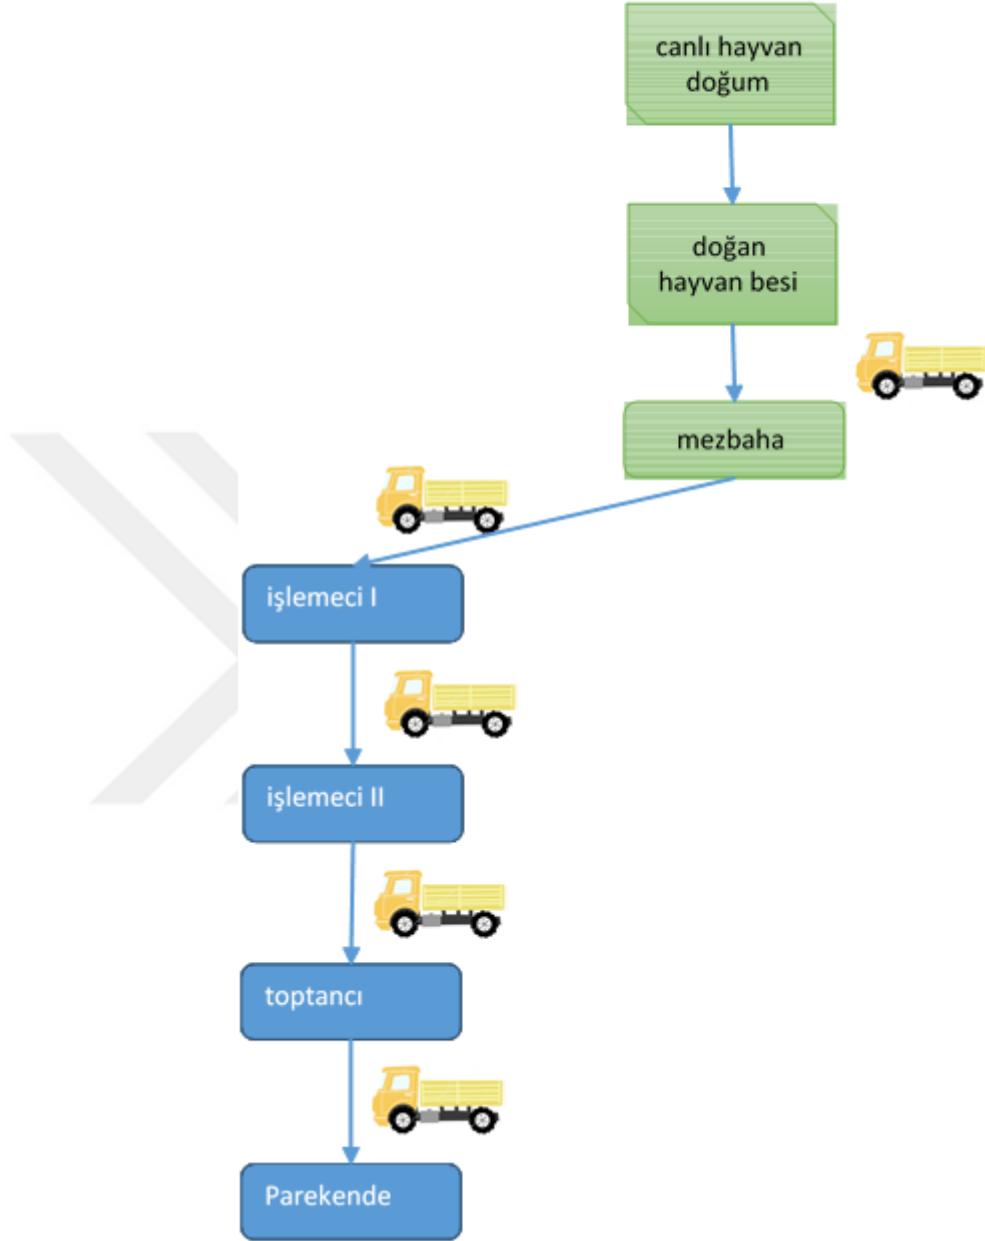 canlı hayvan
doğum
doğan
hayvan besi
mezbaha
işlemeci I
işlemeci II
toptancı
Parekende